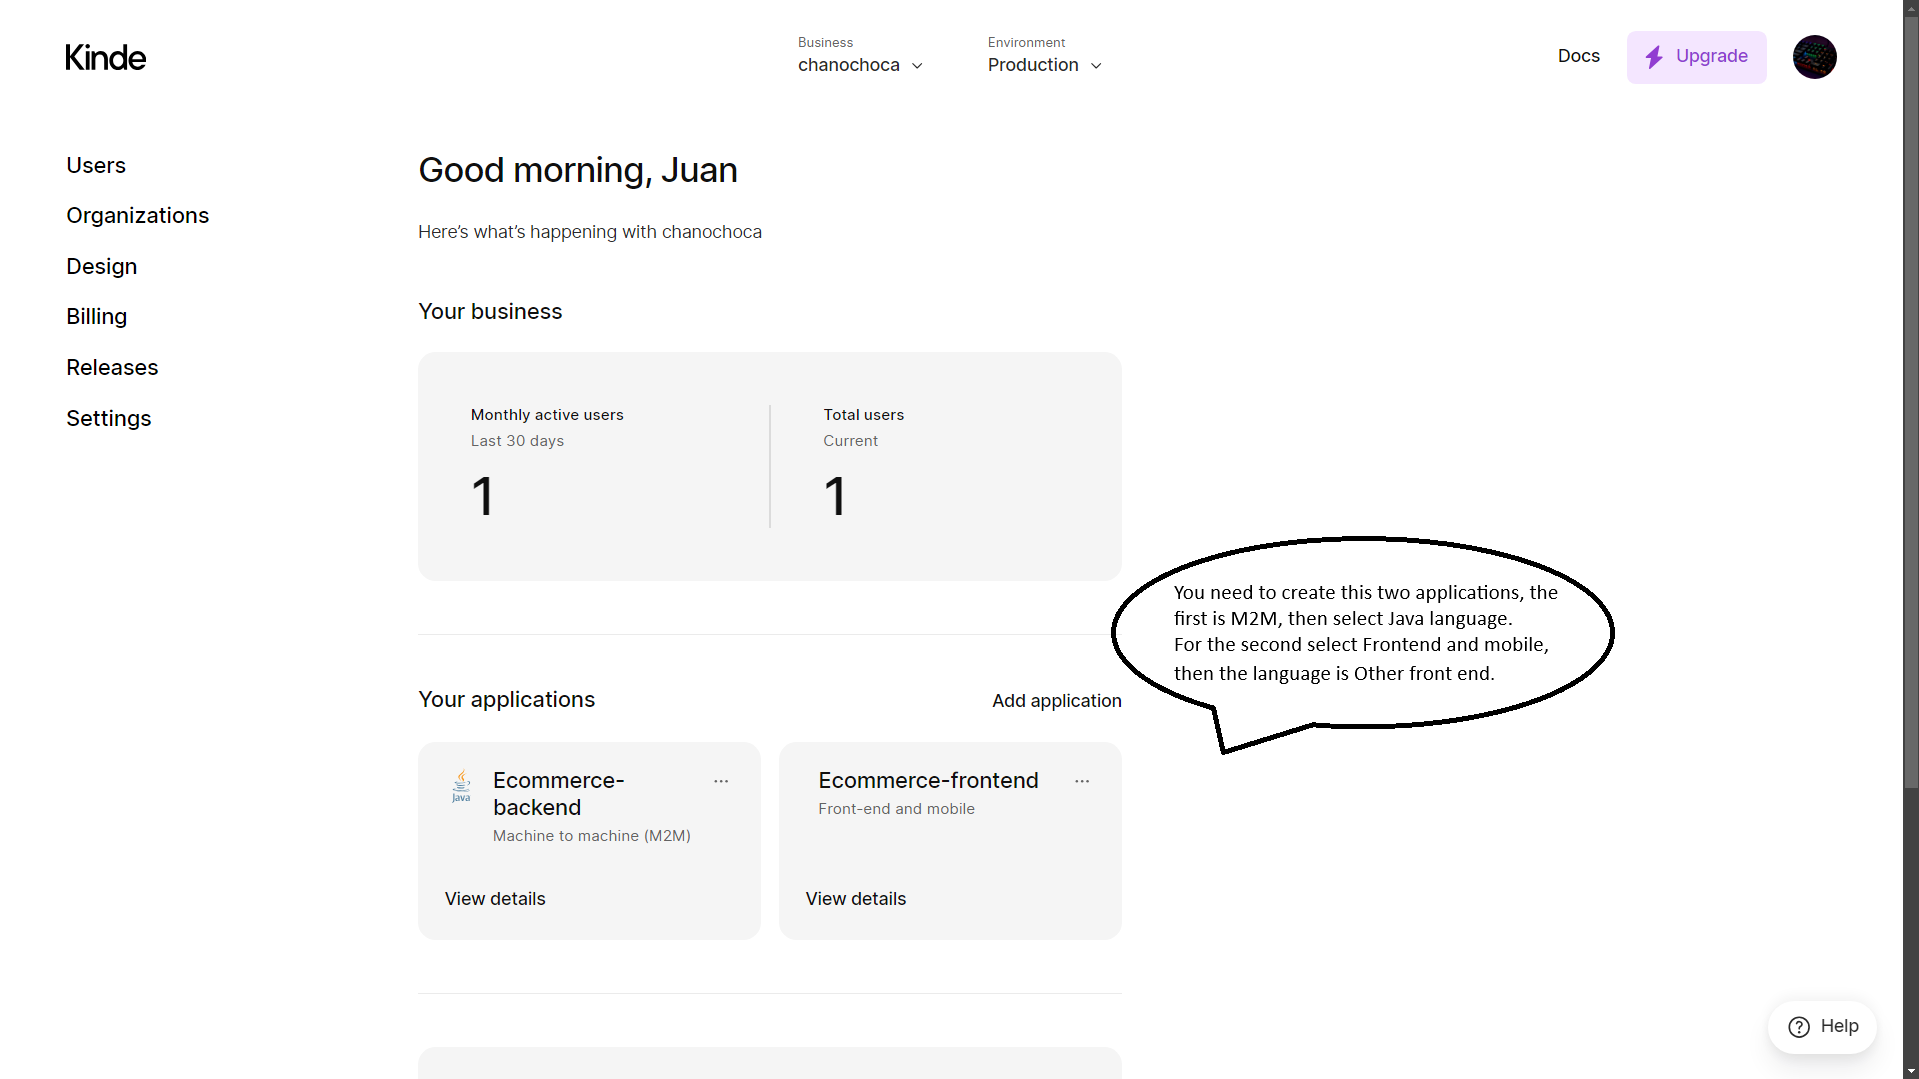 Kinde
Business
chanochoca
Environment
Production
Docs
Upgrade
Users
Organizations
Design
Billing
Releases
Settings
Good morning, Juan
Here’s what’s happening with chanochoca
Your business
Monthly active users
Last 30 days
1
Total users
Current
1
You need to create this two applications, the
first is M2M, then select Java language.
For the second select Frontend and mobile,
then the language is Other front end.
Your applications
Add application
Java
Ecommerce-
backend
Machine to machine (M2M)
View details
Ecommerce-frontend
Front-end and mobile
View details
Help